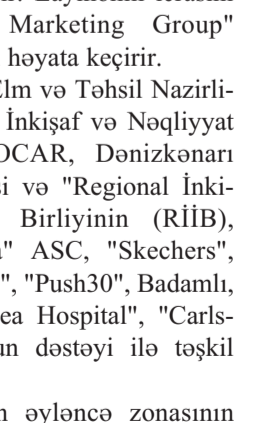 Marketing Group"
həyata keçirir.
Elm və Təhsil Nazirli-
İnkişaf və Nəqliyyat
OCAR, Dənizkənarı
si və "Regional İnki-
Birliyinin (RİİB),
" ASC, "Skechers",
", "Push30", Badamlı,
ea Hospital", "Carls-
un dəstəyi ilə təşkil
əyləncə zonasının